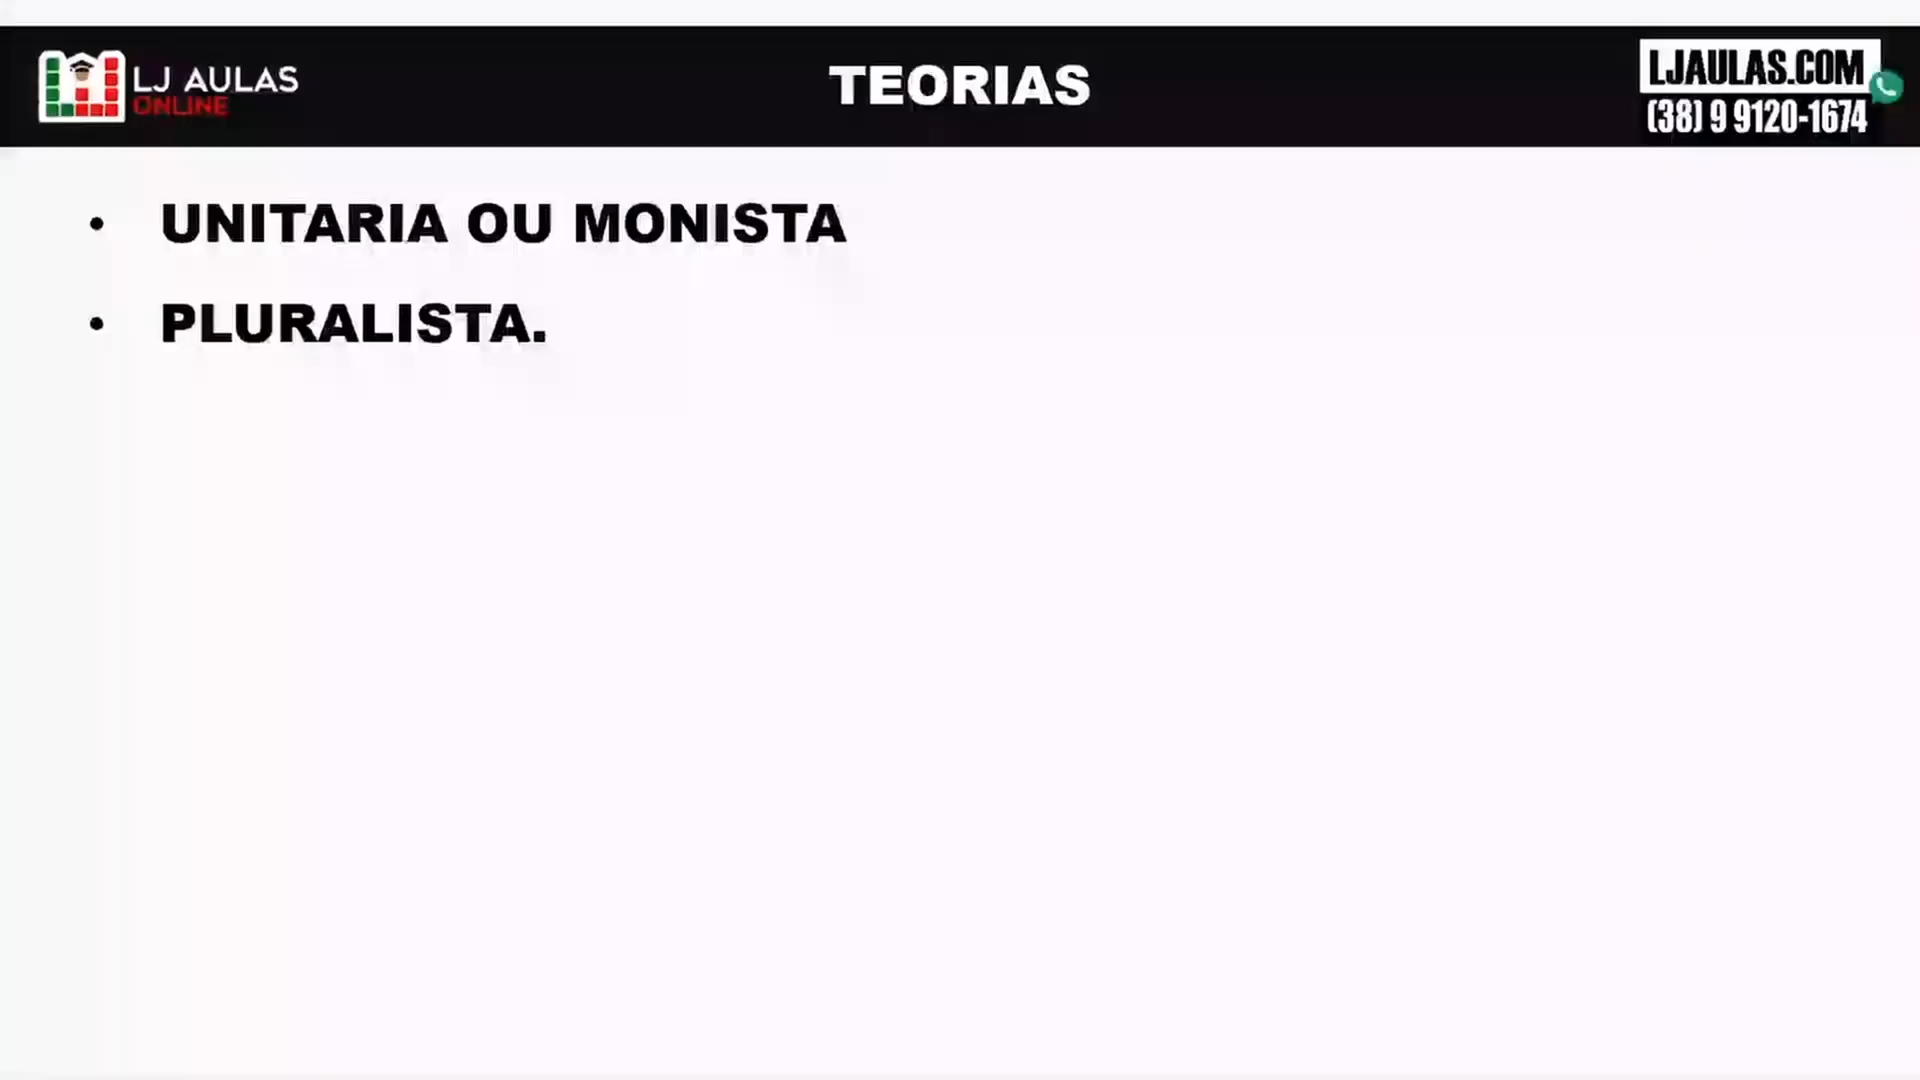 LJ AULAS
ONLINE
TEORIAS
LJAULAS.COM
(38) 9 9120-1674
• UNITARIA OU MONISTA
• PLURALISTA.